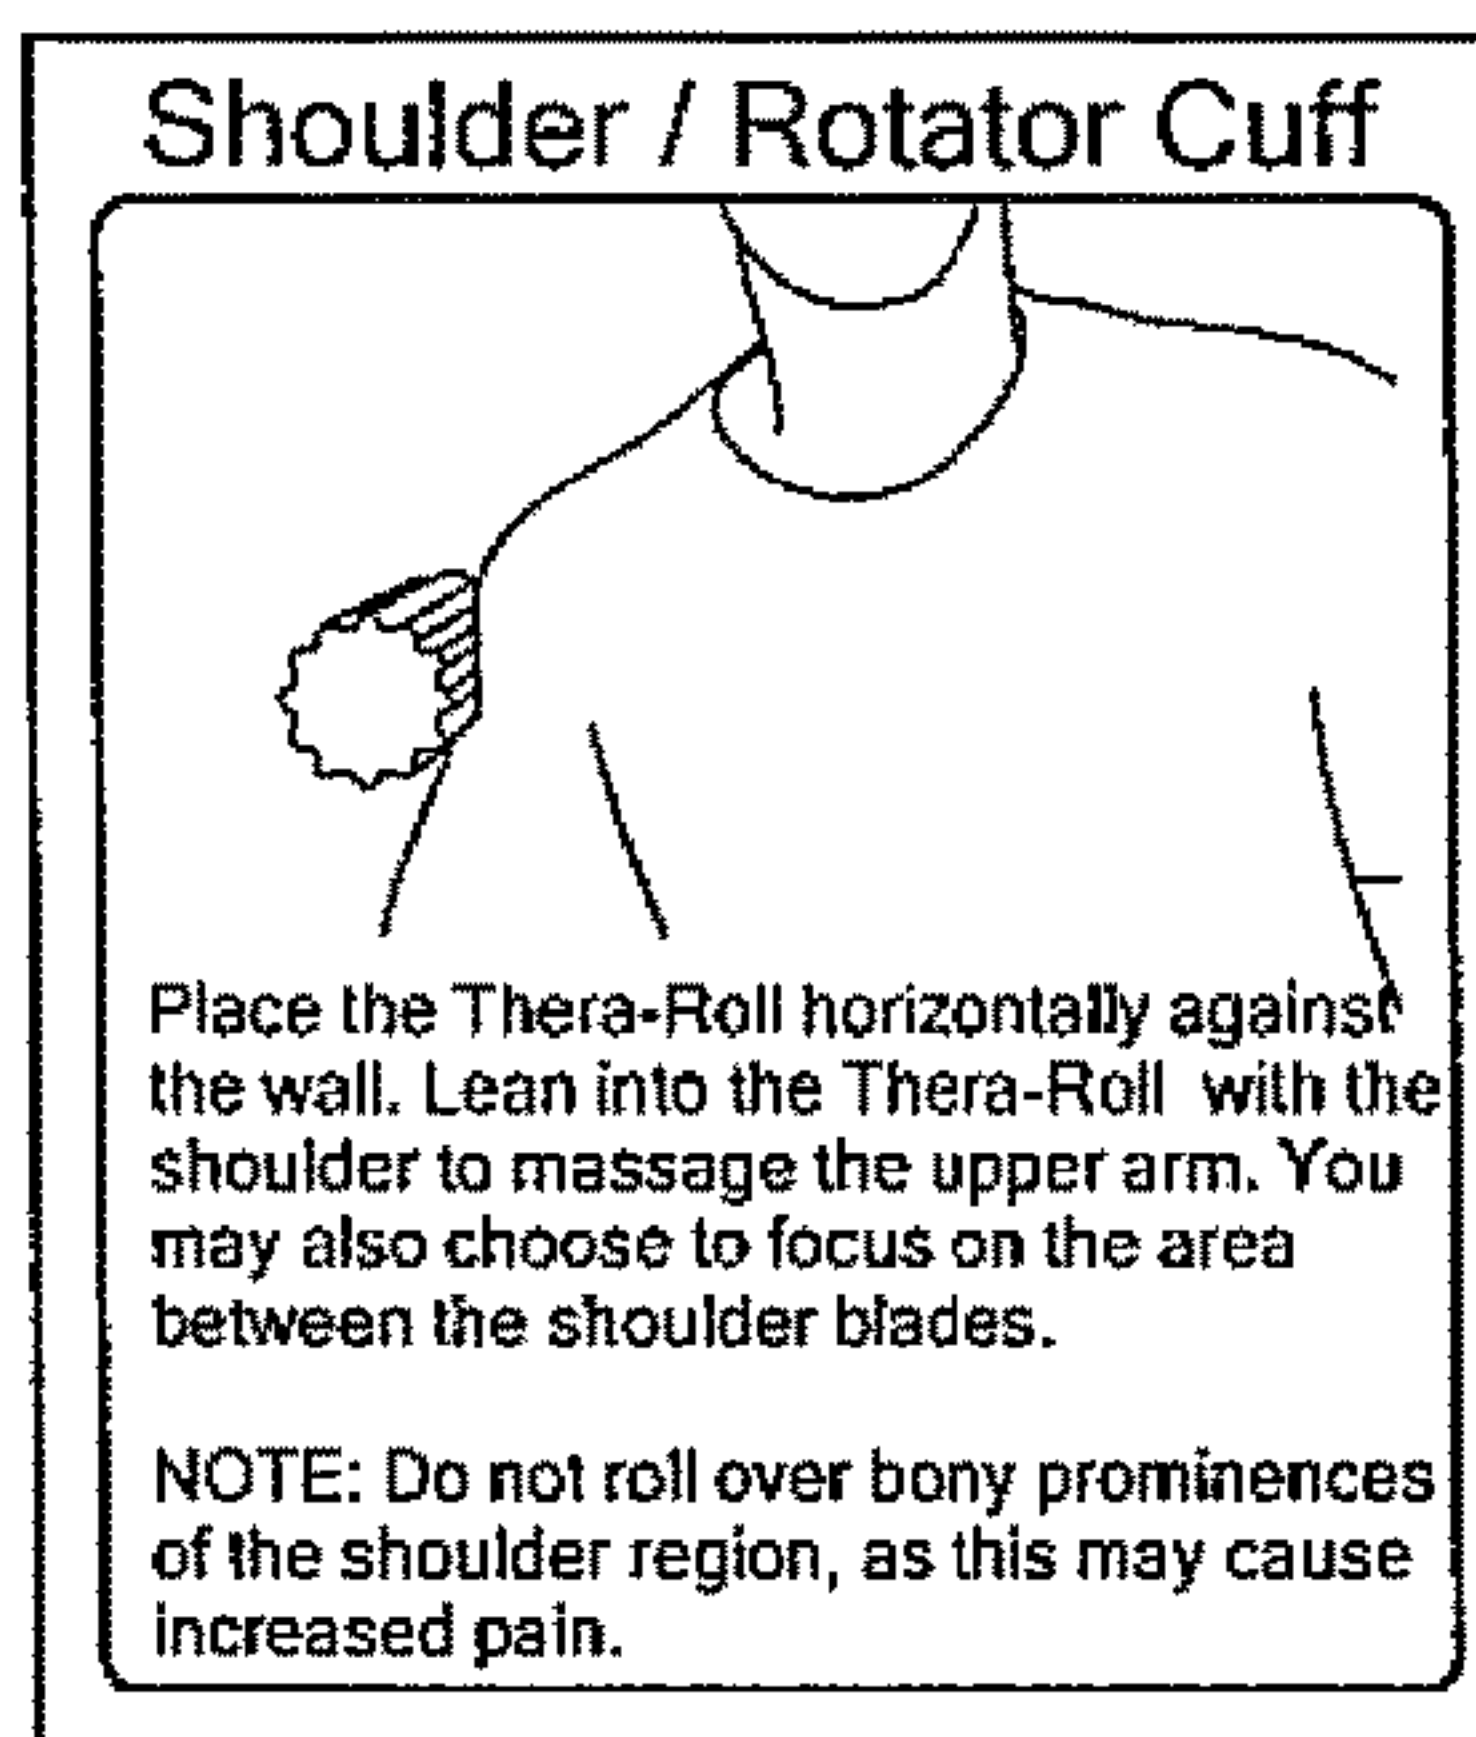 Shoulder / Rotator Cuff
Place the Thera-Roll horizontally against
the wall. Lean into the Thera-Roll with the
shoulder to massage the upper arm. You
may also choose to focus on the area
between the shoulder blades.
NOTE: Do not roll over bony prominences
of the shoulder region, as this may cause
increased pain.